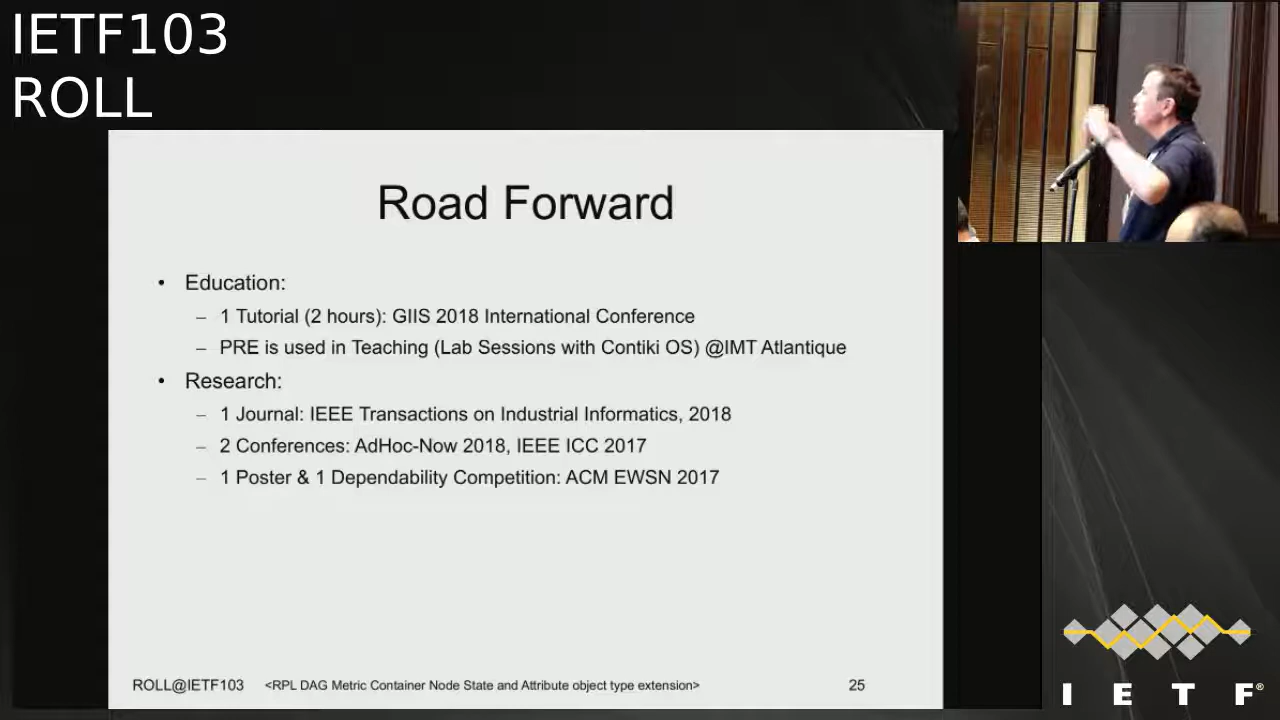 IETF103
ROLL
Road Forward
• Education:
– 1 Tutorial (2 hours): GIIS 2018 International Conference
– PRE is used in Teaching (Lab Sessions with Contiki OS) @IMT Atlantique
• Research:
– 1 Journal: IEEE Transactions on Industrial Informatics, 2018
– 2 Conferences: AdHoc-Now 2018, IEEE ICC 2017
– 1 Poster & 1 Dependability Competition: ACM EWSN 2017
ROLL@IETF103 <RPL DAG Metric Container Node State and Attribute object type extension> 25
I E T F®